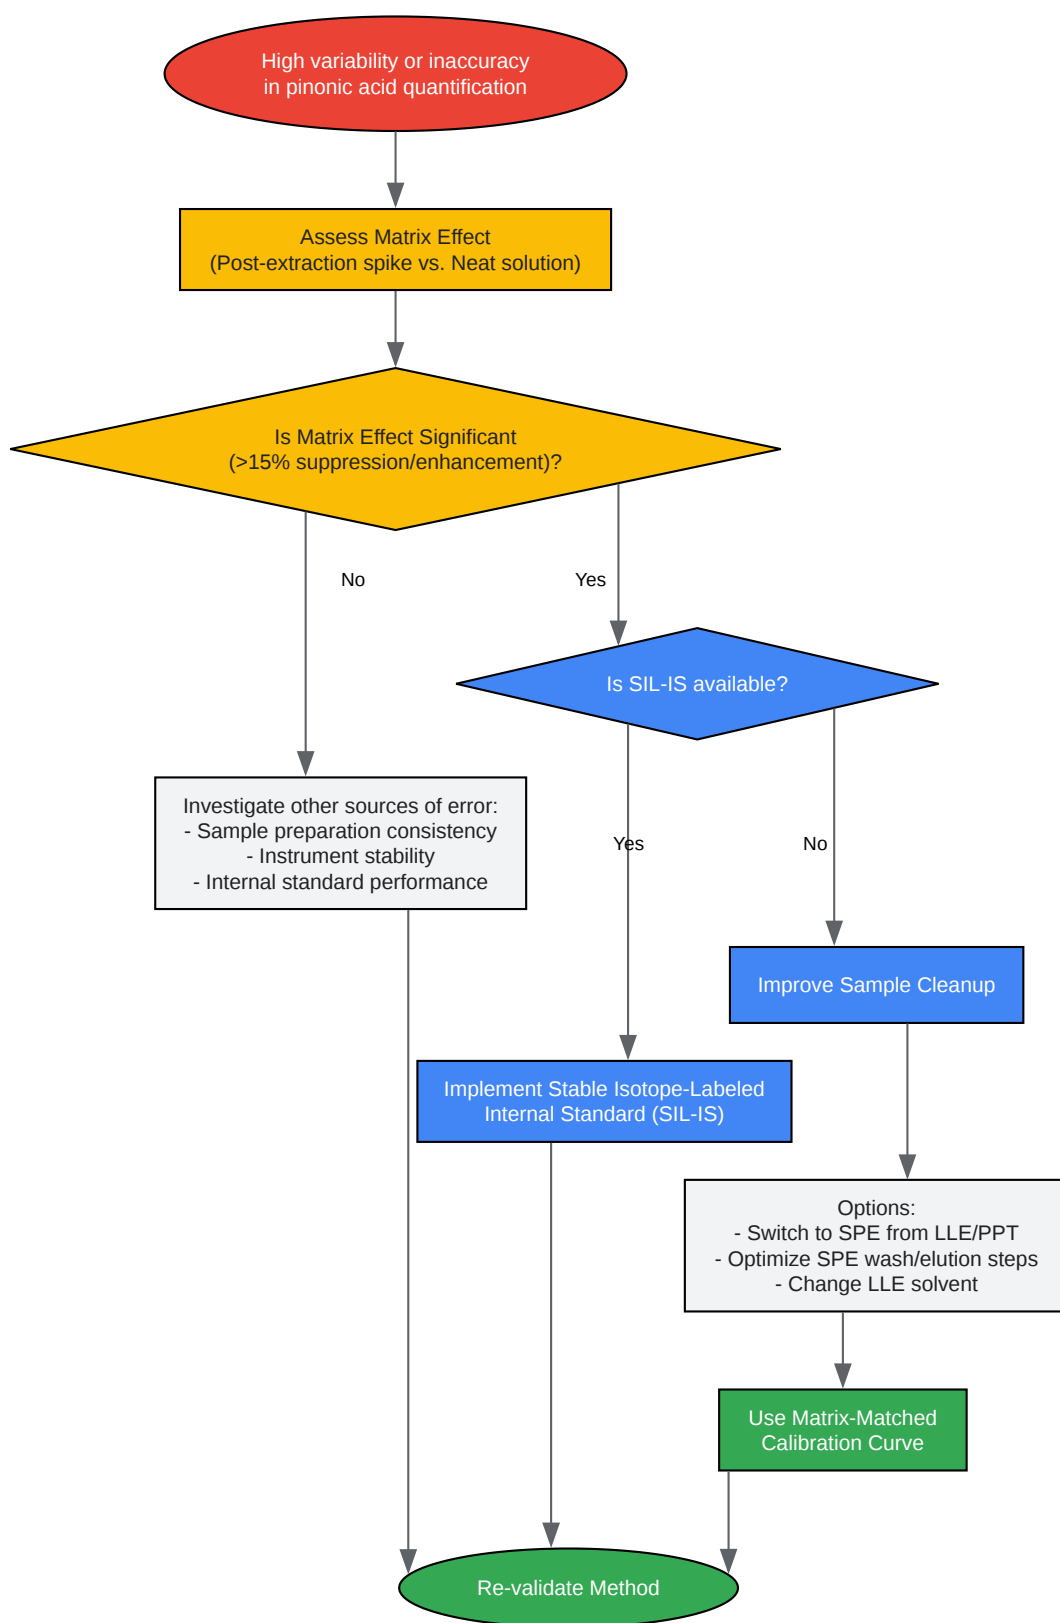 High variability or inaccuracy
in pinonic acid quantification
Assess Matrix Effect
(Post-extraction spike vs. Neat solution)
Is Matrix Effect Significant
(>15% suppression/enhancement)?
No
Yes
Is SIL-IS available?
Investigate other sources of error:
- Sample preparation consistency
- Instrument stability
- Internal standard performance
Yes
No
Improve Sample Cleanup
Implement Stable Isotope-Labeled
Internal Standard (SIL-IS)
Options:
- Switch to SPE from LLE/PPT
- Optimize SPE wash/elution steps
- Change LLE solvent
Use Matrix-Matched
Calibration Curve
Re-validate Method